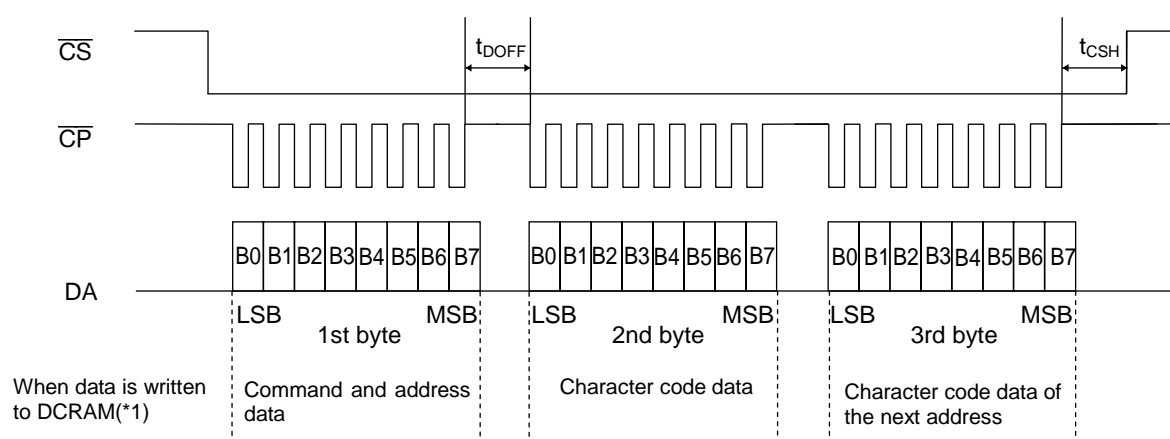 CS
tDOFF
tCSH
CP
B0 B1 B2 B3 B4 B5 B6 B7 B0 B1 B2 B3 B4 B5 B6 B7 B0 B1 B2 B3 B4 B5 B6 B7
DA
LSB MSB LSB MSB LSB MSB
1st byte 2nd byte 3rd byte
When data is written
to DCRAM(*1)
Command and address
data
Character code data
Character code data of
the next address